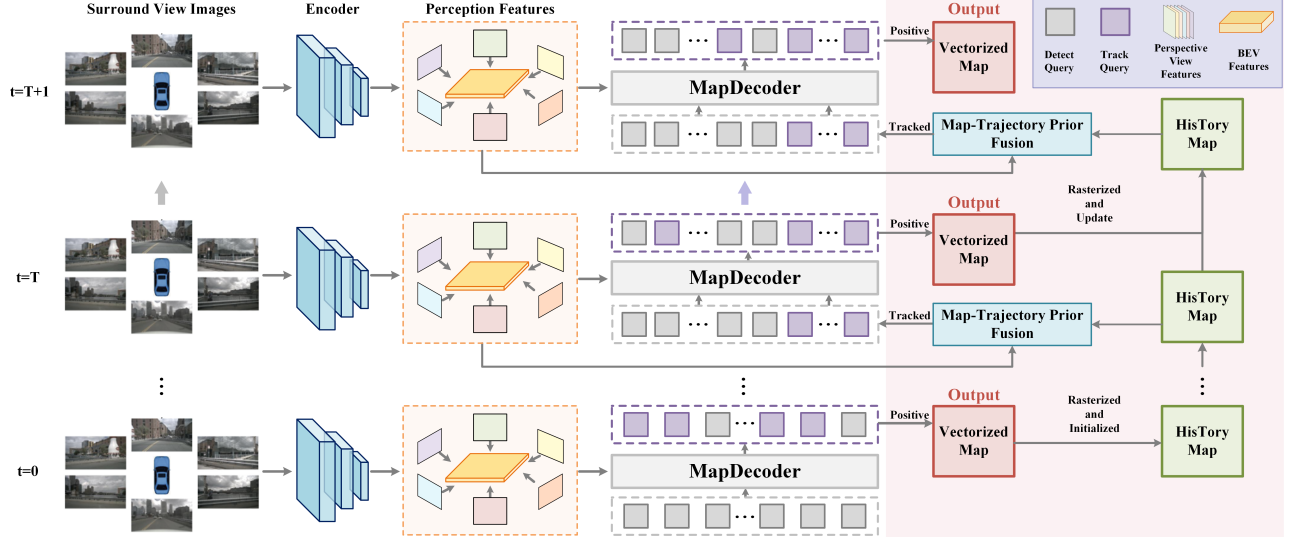 Surround View Images
Encoder
Perception Features
Output
Detect
Query
Track
Query
Perspective
View
Features
BEV
Features
t=T+1
MapDecoder
Positive
Vectorized
Map
Tracked
Map-Trajectory Prior
Fusion
HisTory
Map
t=T
MapDecoder
Positive
Output
Vectorized
Map
Rasterized
and
Update
Tracked
Map-Trajectory Prior
Fusion
HisTory
Map
t=0
MapDecoder
Positive
Output
Vectorized
Map
Rasterized
and
Initialized
HisTory
Map